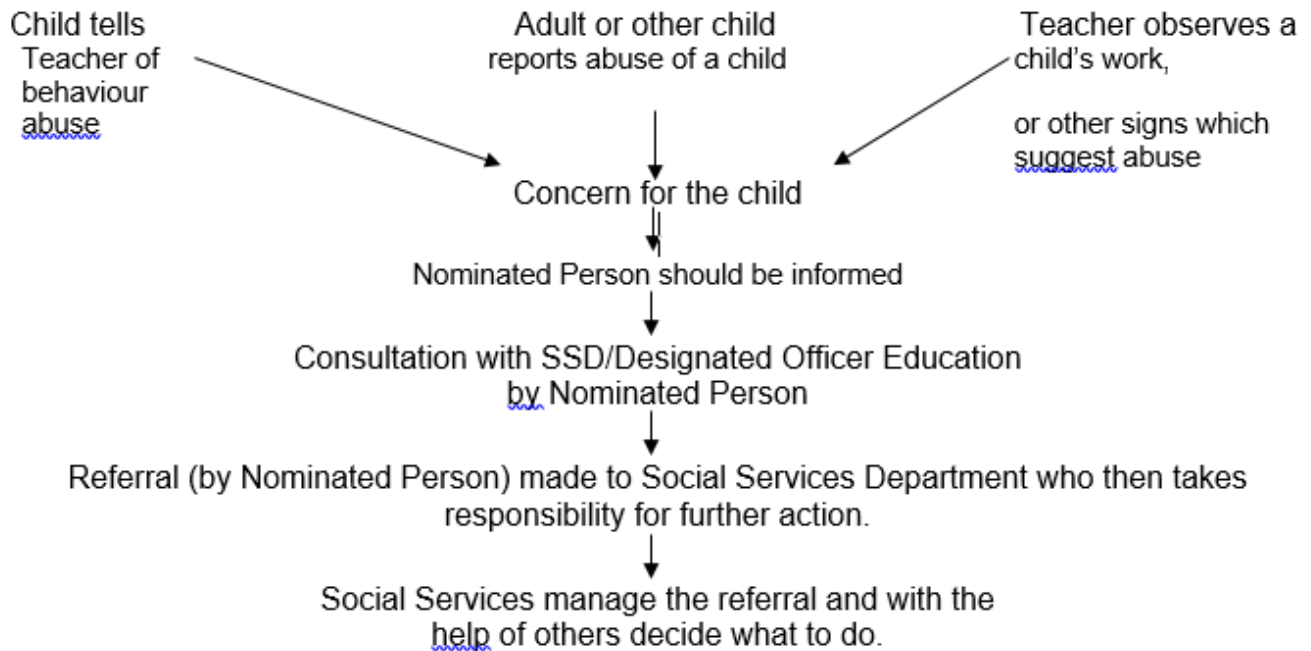 Child tells
Teacher of
behaviour
abuse
Adult or other child
reports abuse of a child
Teacher observes a
child's work,
or other signs which
suggest abuse
Concern for the child
Nominated Person should be informed
Consultation with SSD/Designated Officer Education
by Nominated Person
Referral (by Nominated Person) made to Social Services Department who then takes
responsibility for further action.
Social Services manage the referral and with the
help of others decide what to do.